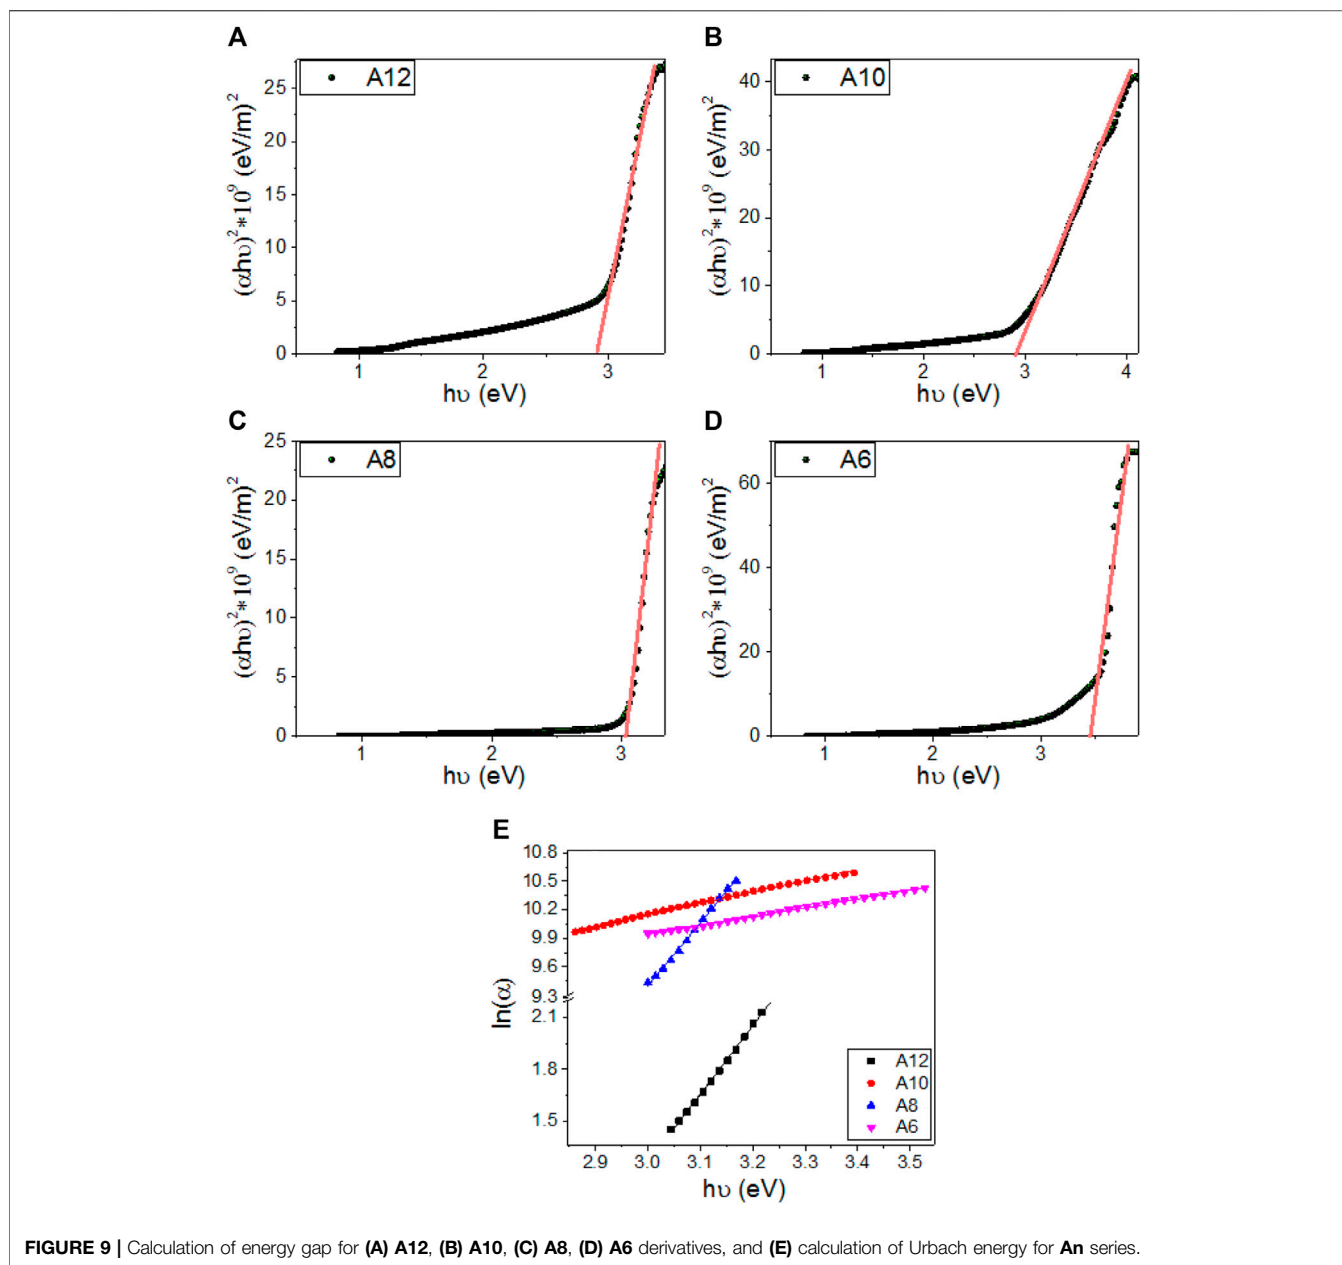 A
A12
(αhυ)²*10⁹ (eV/m)²
25
20
15
10
5
0
1 2 3
hυ (eV)
B
A10
(αhυ)²*10⁹ (eV/m)²
40
30
20
10
0
1 2 3 4
hυ (eV)
C
A8
(αhυ)²*10⁹ (eV/m)²
25
20
15
10
5
0
1 2 3
hυ (eV)
D
A6
(αhυ)²*10⁹ (eV/m)²
60
40
20
0
1 2 3
hυ (eV)
E
ln(α)
10.8
10.5
10.2
9.9
9.6
9.3
2.1
1.8
1.5
A12
A10
A8
A6
2.9 3.0 3.1 3.2 3.3 3.4 3.5
hυ (eV)
FIGURE 9 | Calculation of energy gap for (A) A12, (B) A10, (C) A8, (D) A6 derivatives, and (E) calculation of Urbach energy for An series.